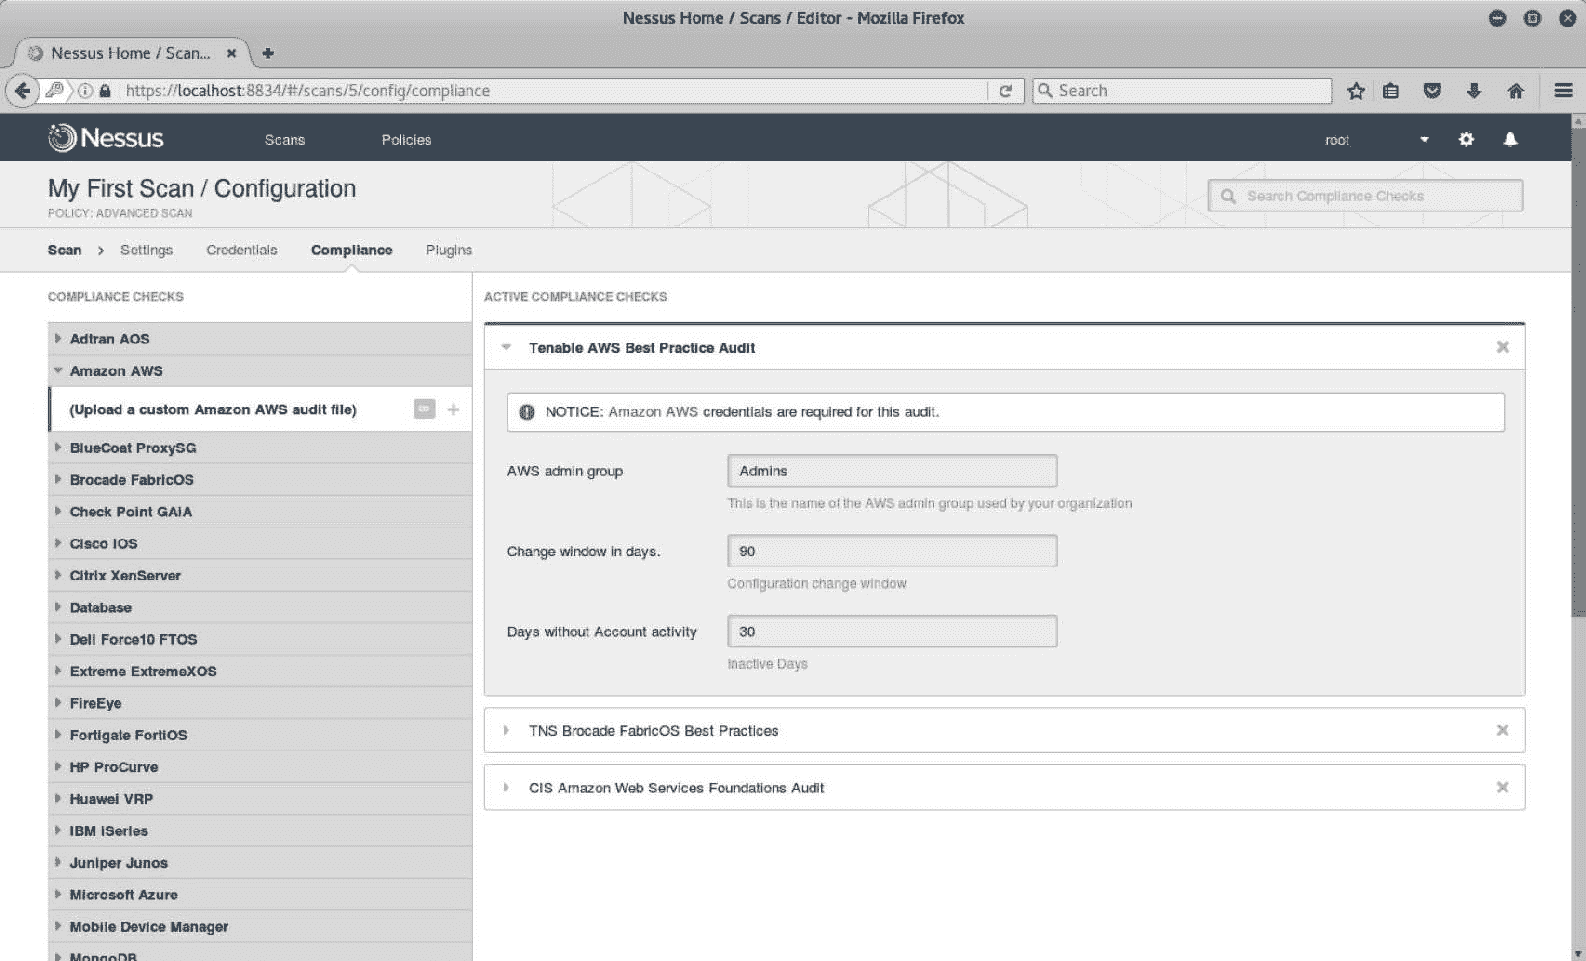 Nessus Home / Scans / Editor - Mozilla Firefox
Nessus Home / Scan...
https://localhost:8834/#/scans/5/config/compliance
Search
Nessus
Scans
Policies
root
My First Scan / Configuration
POLICY: ADVANCED SCAN
Search Compliance Checks
Scan
Settings
Credentials
Compliance
Plugins
COMPLIANCE CHECKS
Adtran AOS
Amazon AWS
(Upload a custom Amazon AWS audit file)
∞
BlueCoat ProxySG
Brocade FabricOS
Check Point GAiA
Cisco IOS
Citrix XenServer
Database
Dell Force10 FTOS
Extreme ExtremeXOS
FireEye
Fortigate FortiOS
HP ProCurve
Huawei VRP
IBM iSeries
Juniper Junos
Microsoft Azure
Mobile Device Manager
MongoDB
ACTIVE COMPLIANCE CHECKS
Tenable AWS Best Practice Audit
NOTICE: Amazon AWS credentials are required for this audit.
AWS admin group
Admins
This is the name of the AWS admin group used by your organization
Change window in days.
90
Configuration change window
Days without Account activity
30
Inactive Days
TNS Brocade FabricOS Best Practices
CIS Amazon Web Services Foundations Audit